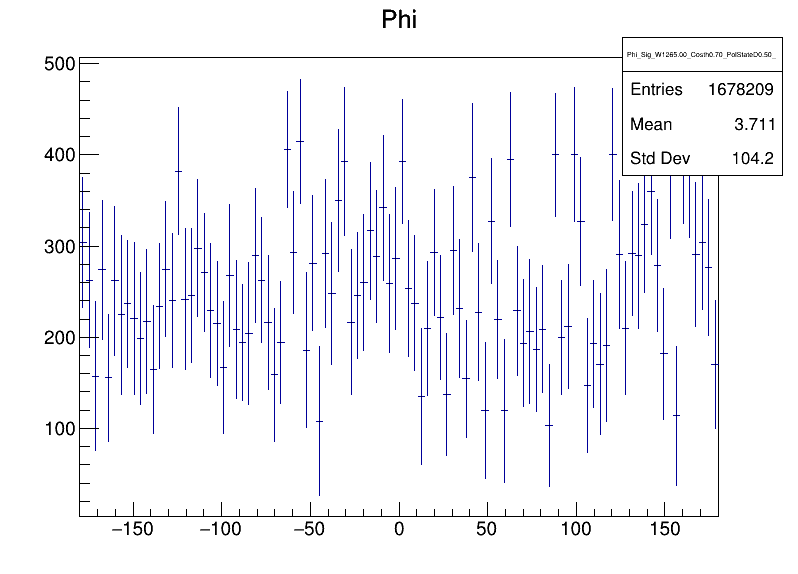 Phi
Phi_Sig_W1265.00_Costh0.70_PolStateD0.50_
Entries 1678209
Mean 3.711
Std Dev 104.2
500
400
300
200
100
−150 −100 −50 0 50 100 150